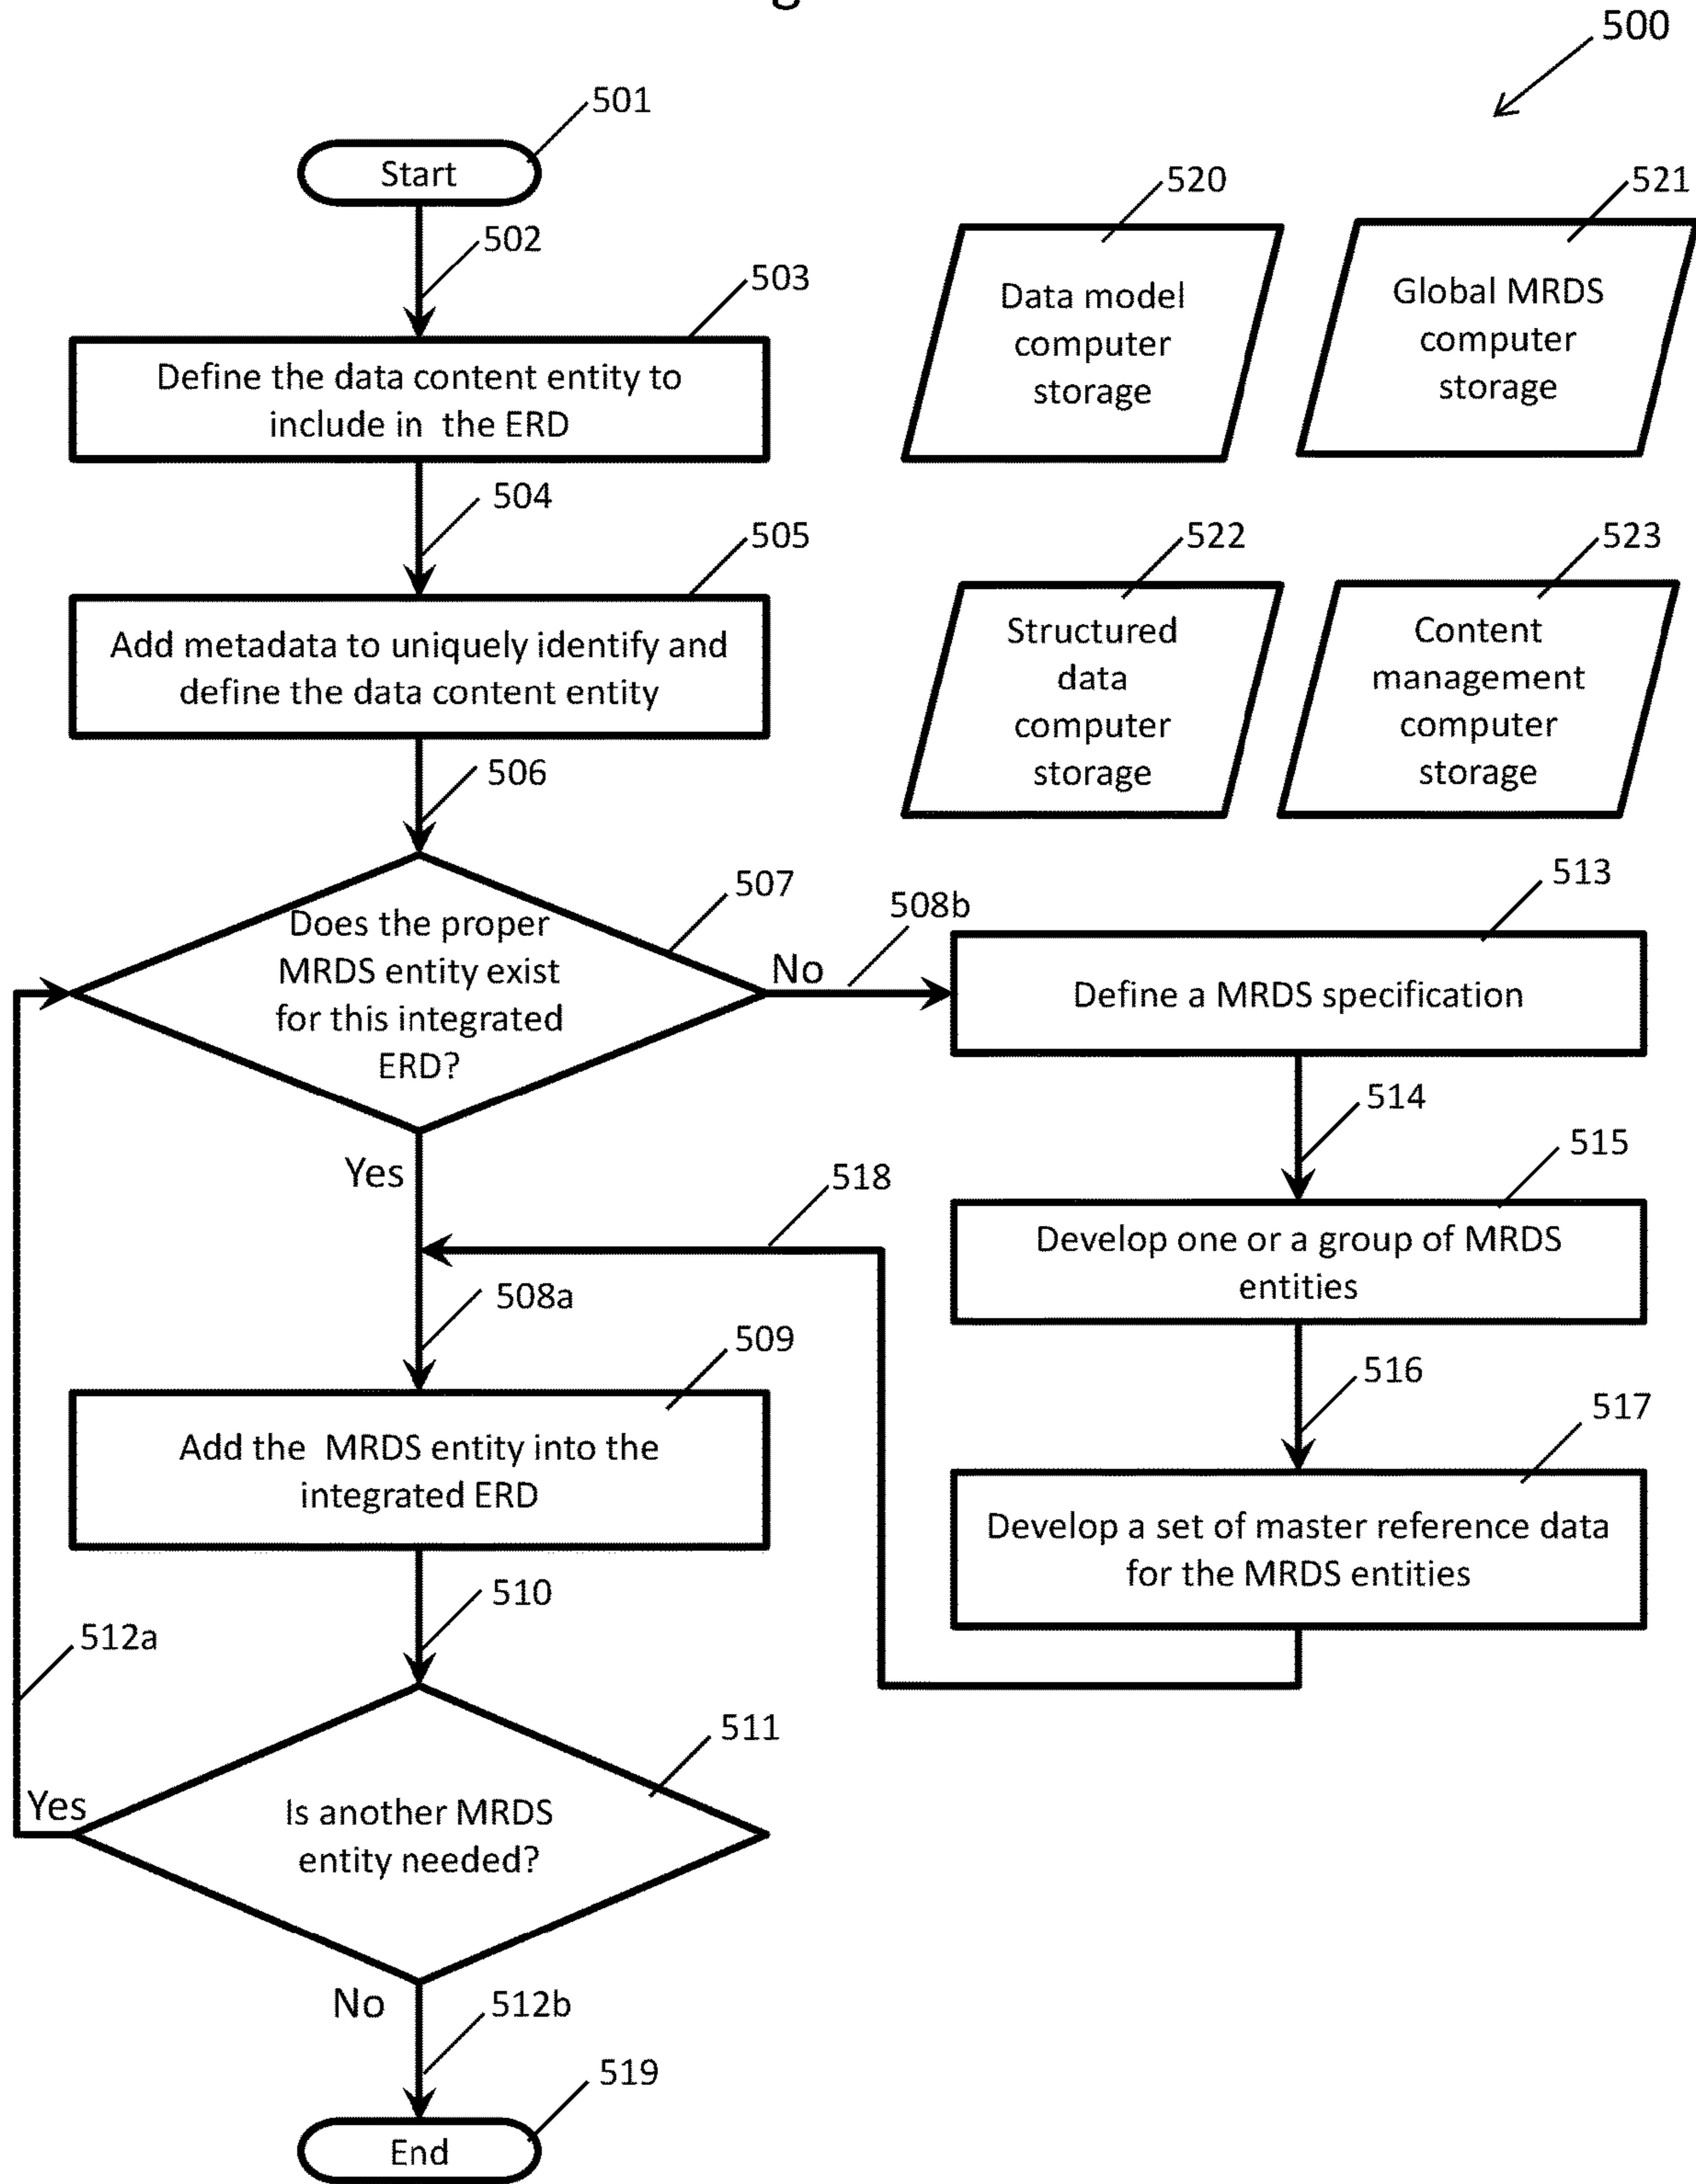 500
501
Start
502
503
Define the data content entity to
include in the ERD
504
505
Add metadata to uniquely identify and
define the data content entity
506
507
Does the proper
MRDS entity exist
for this integrated
ERD?
Yes
No
508b
508a
509
Add the MRDS entity into the
integrated ERD
510
511
Is another MRDS
entity needed?
Yes
512a
No
512b
519
End
520
Data model
computer
storage
521
Global MRDS
computer
storage
522
Structured
data
computer
storage
523
Content
management
computer
storage
513
Define a MRDS specification
514
515
Develop one or a group of MRDS
entities
516
517
Develop a set of master reference data
for the MRDS entities
518